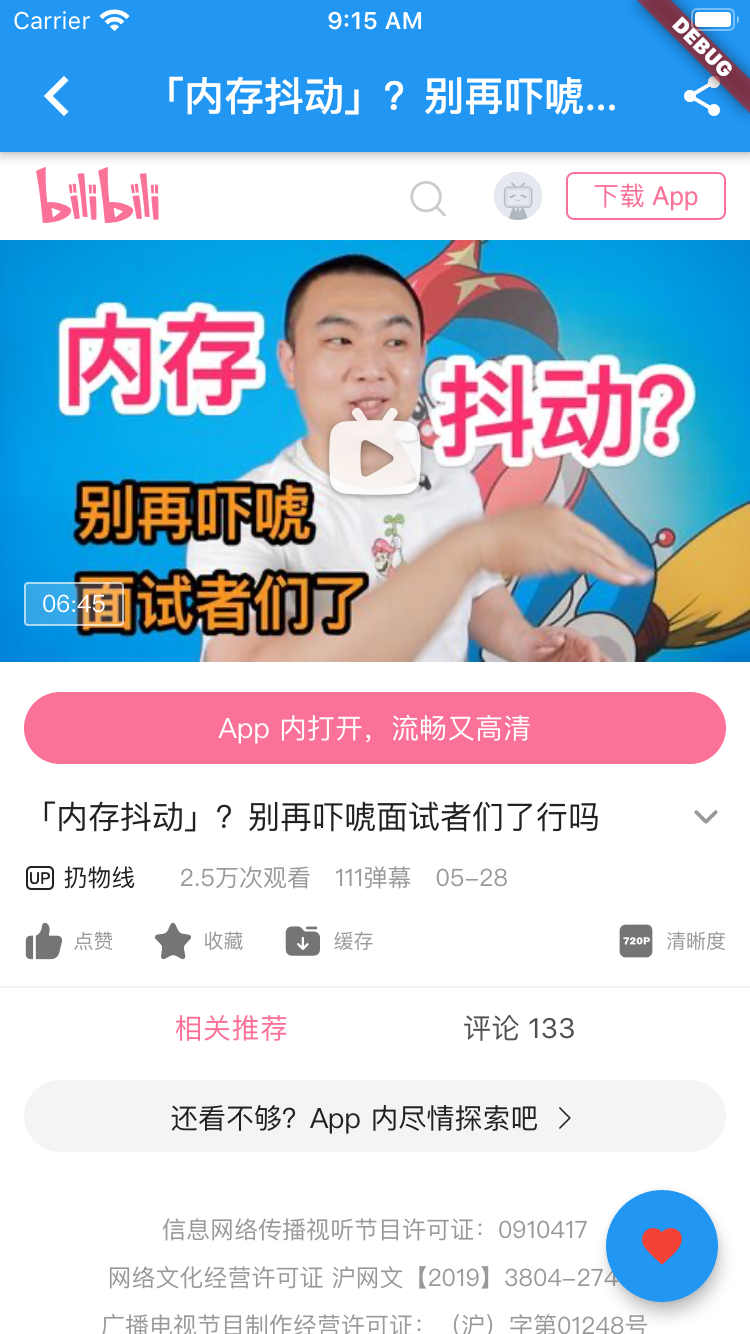 Carrier 9:15 AM
DEBUG
「内存抖动」？别再吓唬...
bilibili
下载 App
内存
抖动?
别再吓唬
面试者们了
06:45
App 内打开，流畅又高清
「内存抖动」？别再吓唬面试者们了行吗
UP 扔物线 2.5万次观看 111弹幕 05-28
点赞 收藏 缓存 720P 清晰度
相关推荐 评论 133
还看不够？App 内尽情探索吧
信息网络传播视听节目许可证：0910417
网络文化经营许可证 沪网文【2019】3804-274
广播电视节目制作经营许可证：（沪）字第01248号